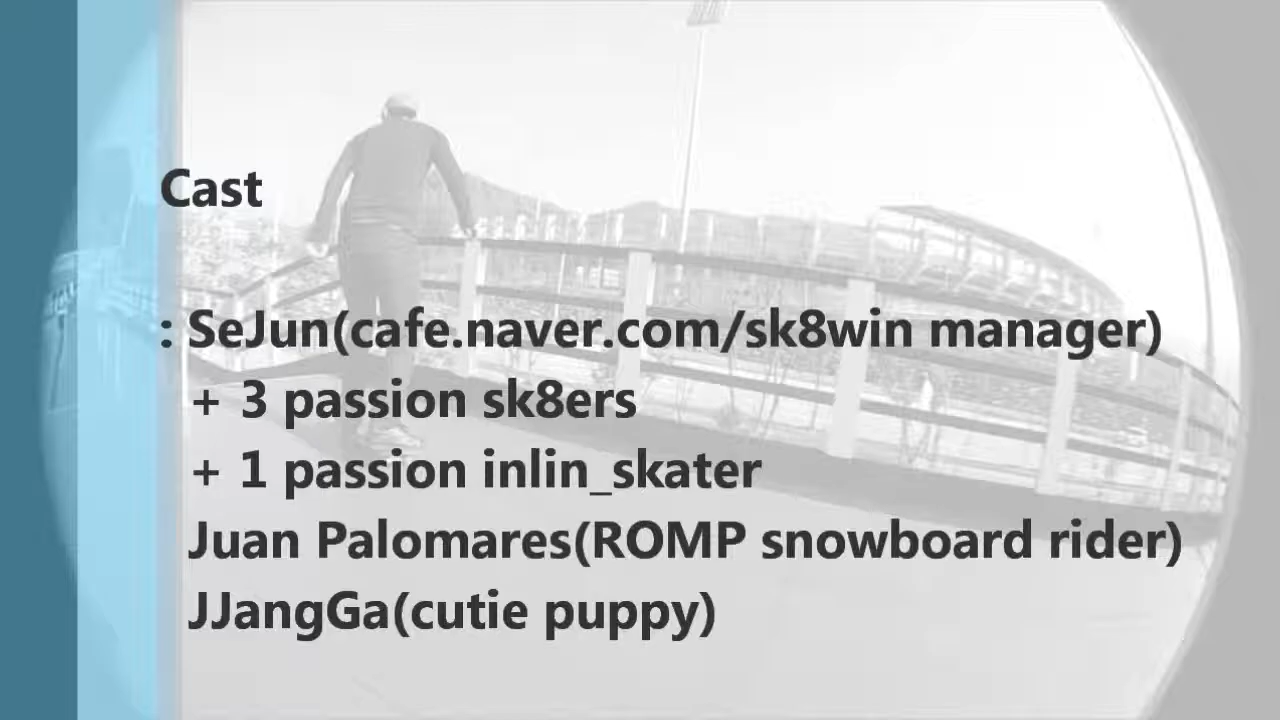 Cast
: SeJun(cafe.naver.com/sk8win manager)
+ 3 passion sk8ers
+ 1 passion inlin_skater
Juan Palomares(ROMP snowboard rider)
JJangGa(cutie puppy)